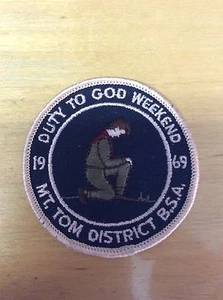 DUTY TO GOD WEEKEND
19 69
MT. TOM DISTRICT B.S.A.